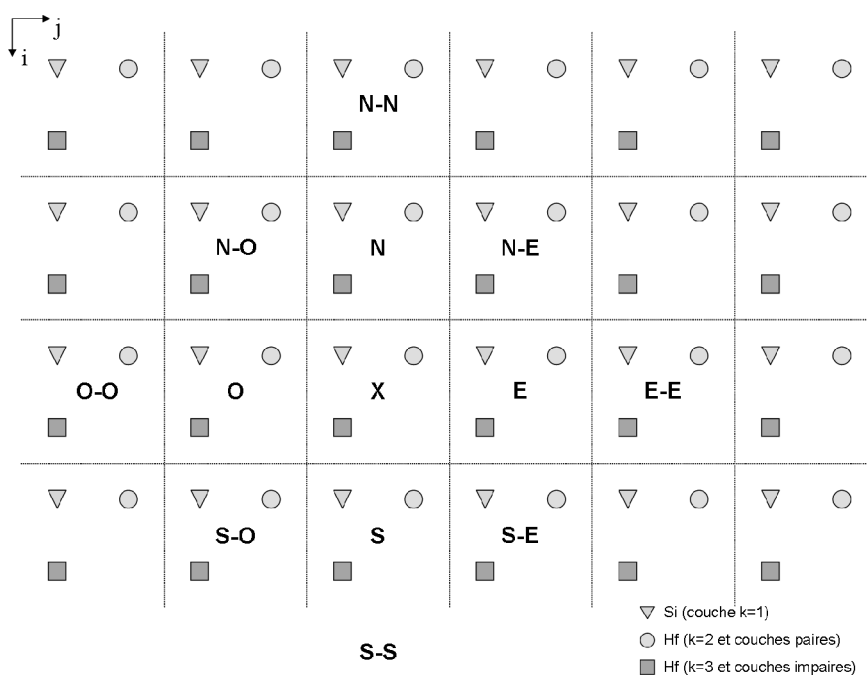 j
i
N-N
N-O N N-E
O-O O X E E-E
S-O S S-E
Si (couche k=1)
Hf (k=2 et couches paires)
S-S
Hf (k=3 et couches impaires)